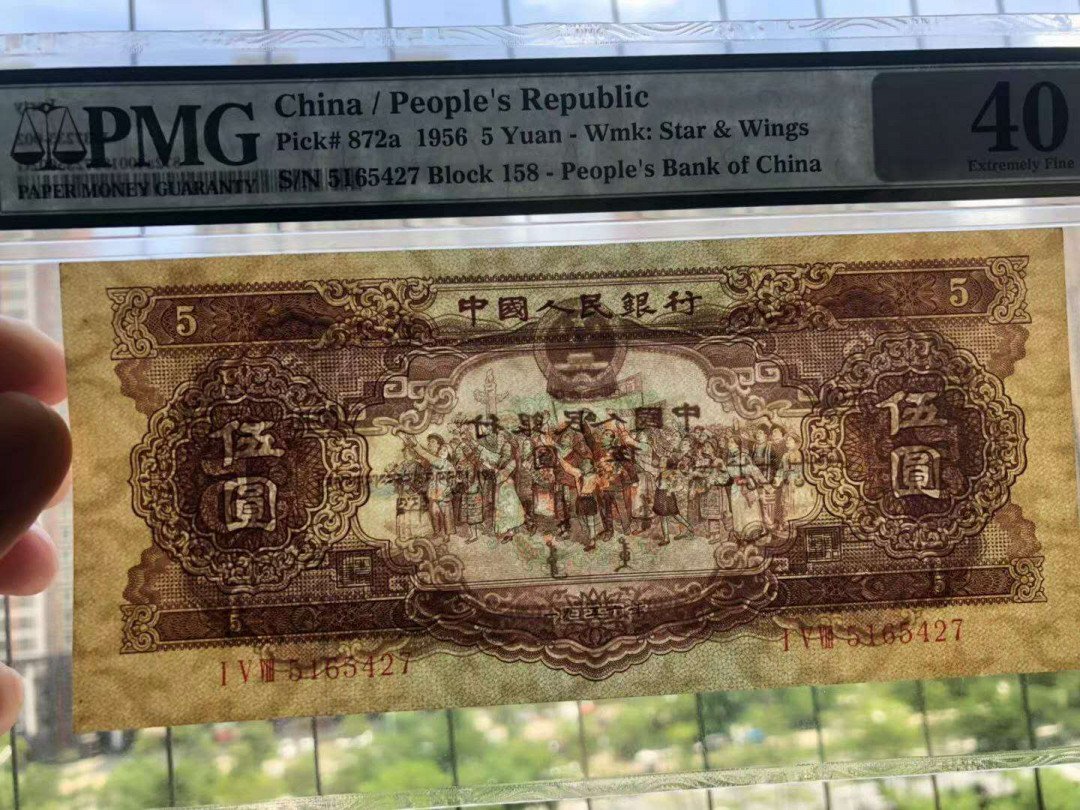 PMG
PAPER MONEY GUARANTY
China / People's Republic
Pick# 872a 1956 5 Yuan - Wmk: Star & Wings
S/N 5165427 Block 158 - People's Bank of China
40
Extremely Fine
5
中國人民銀行
5
伍圓
伍圓
5
5
I V Ⅷ 5165427
I V Ⅷ 5165427